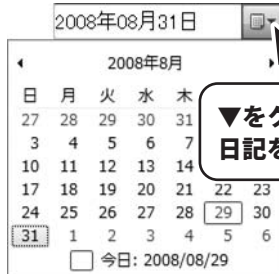 2008年08月31日
2008年8月
日 月 火 水 木
27 28 29 30 31
3 4 5 6 7
10 11 12 13 14
17 18 19 20 21 22 23
24 25 26 27 28 29 30
31 1 2 3 4 5 6
今日: 2008/08/29
▼をク
日記を